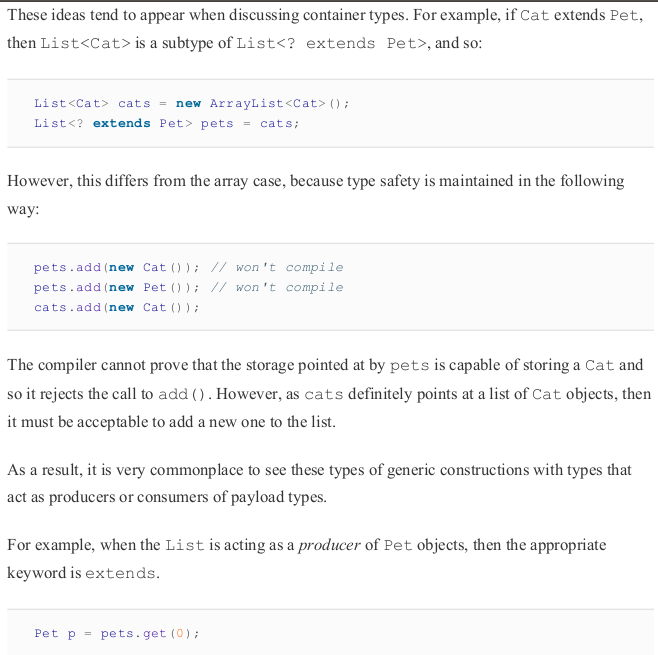 These ideas tend to appear when discussing container types. For example, if Cat extends Pet,
then List<Cat> is a subtype of List<? extends Pet>, and so:
List<Cat> cats = new ArrayList<Cat>();
List<? extends Pet> pets = cats;
However, this differs from the array case, because type safety is maintained in the following
way:
pets.add(new Cat()); // won't compile
pets.add(new Pet()); // won't compile
cats.add(new Cat());
The compiler cannot prove that the storage pointed at by pets is capable of storing a Cat and
so it rejects the call to add(). However, as cats definitely points at a list of Cat objects, then
it must be acceptable to add a new one to the list.
As a result, it is very commonplace to see these types of generic constructions with types that
act as producers or consumers of payload types.
For example, when the List is acting as a producer of Pet objects, then the appropriate
keyword is extends.
Pet p = pets.get(0);